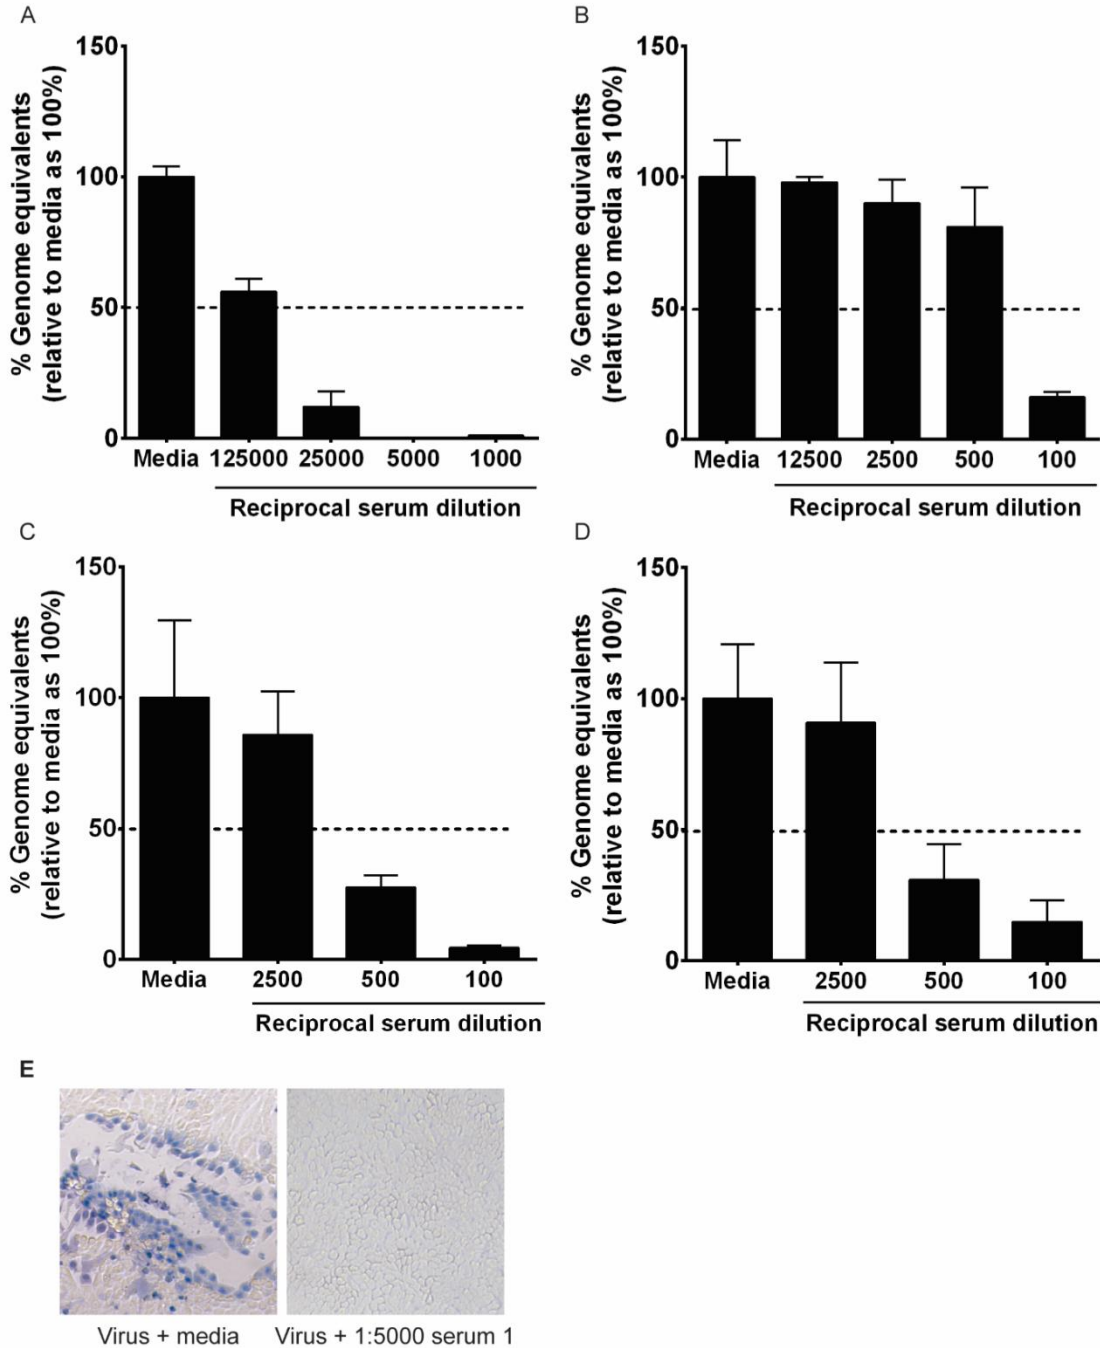 A
% Genome equivalents
(relative to media as 100%)
150
100
50
0
Media 125000 25000 5000 1000
Reciprocal serum dilution
B
% Genome equivalents
(relative to media as 100%)
150
100
50
0
Media 12500 2500 500 100
Reciprocal serum dilution
C
% Genome equivalents
(relative to media as 100%)
150
100
50
0
Media 2500 500 100
Reciprocal serum dilution
D
% Genome equivalents
(relative to media as 100%)
150
100
50
0
Media 2500 500 100
Reciprocal serum dilution
E
Virus + media
Virus + 1:5000 serum 1